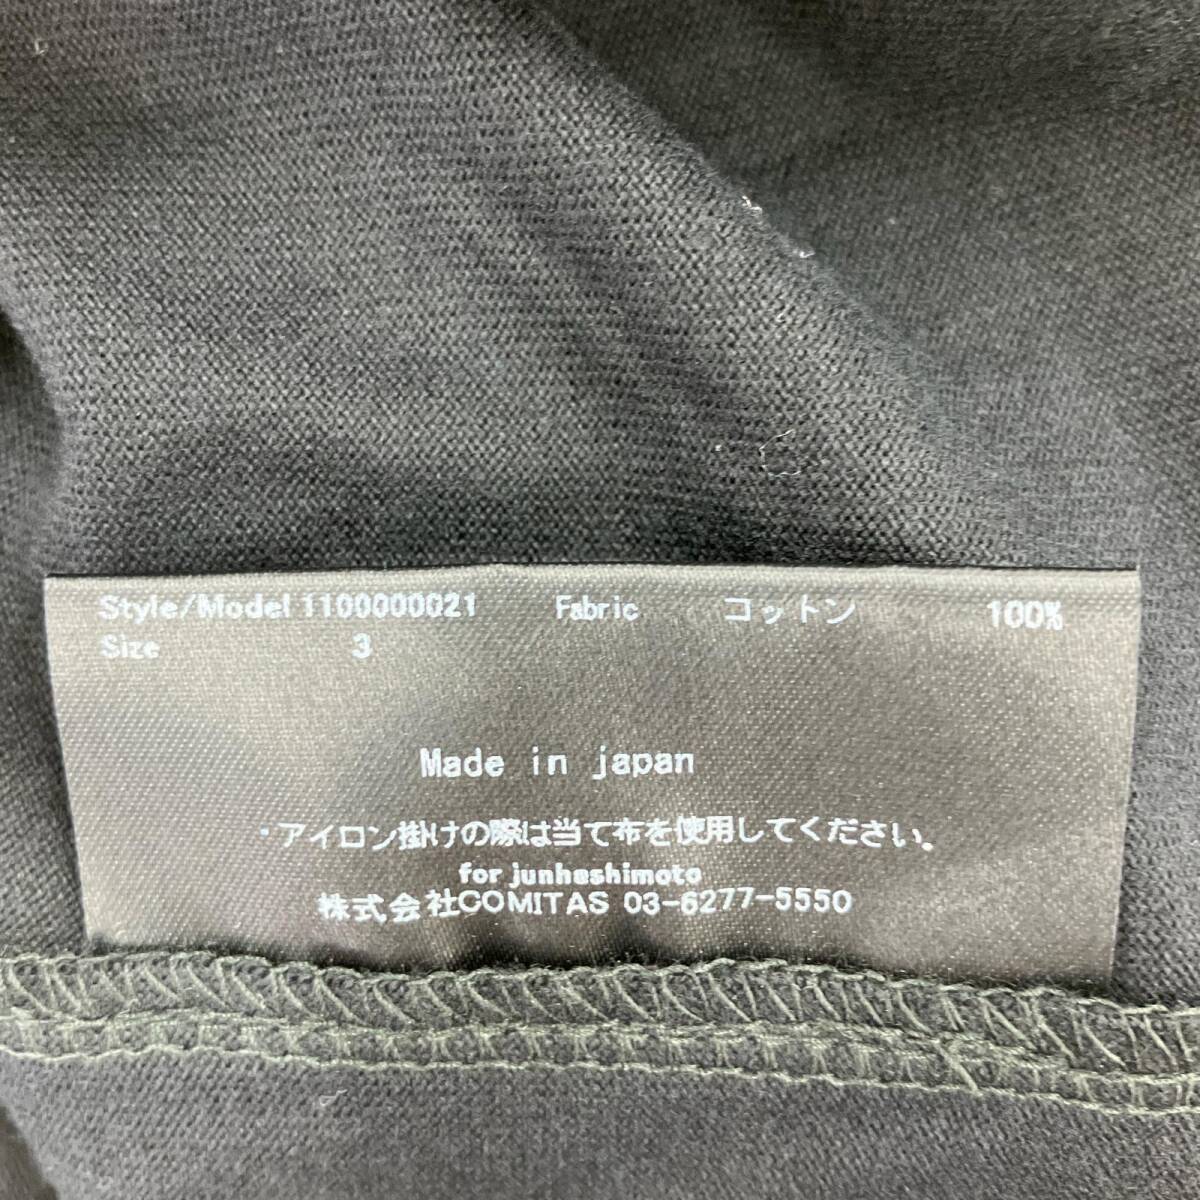 Style/Model 1100000021 Fabric コットン 100%
Size 3
Made in japan
・アイロン掛けの際は当て布を使用してください。
for junhashimoto
株式会社COMITAS 03-6277-5550